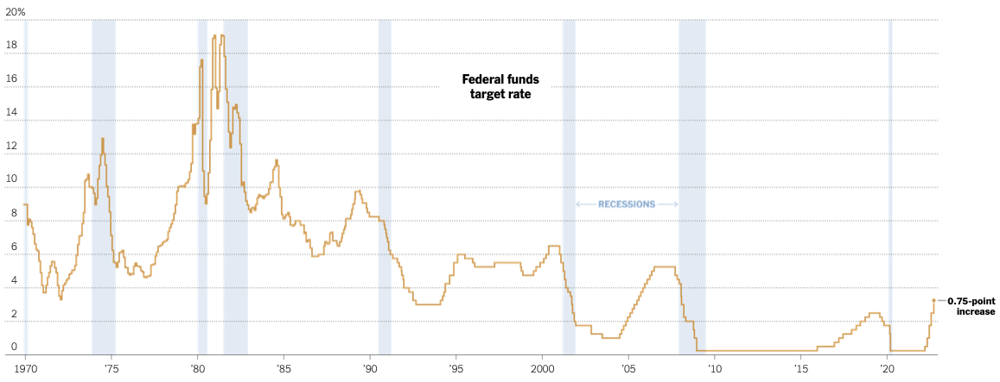 20%
18
16
14
12
10
8
6
4
2
0
Federal funds
target rate
RECESSIONS
0.75-point
increase
1970 '75 '80 '85 '90 '95 2000 '05 '10 '15 '20